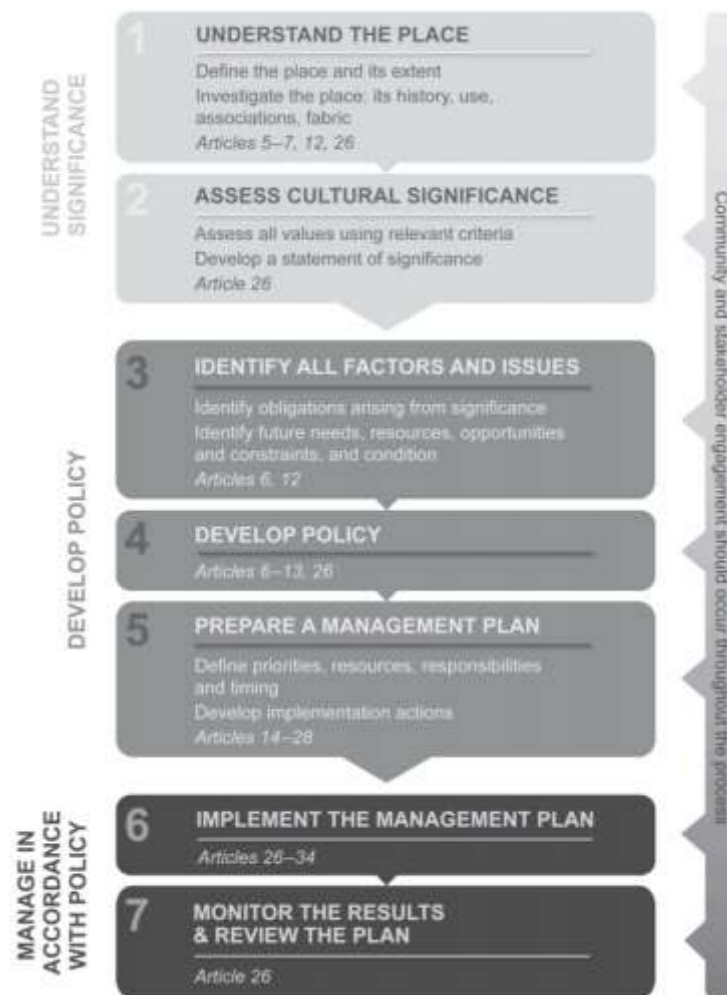 UNDERSTAND
SIGNIFICANCE
1
UNDERSTAND THE PLACE
Define the place and its extent
Investigate the place: its history, use,
associations, fabric
Articles 5–7, 12, 26
2
ASSESS CULTURAL SIGNIFICANCE
Assess all values using relevant criteria
Develop a statement of significance
Article 26
DEVELOP POLICY
3
IDENTIFY ALL FACTORS AND ISSUES
Identify obligations arising from significance
Identify future needs, resources, opportunities
and constraints, and condition
Articles 6, 12
4
DEVELOP POLICY
Articles 6–13, 26
5
PREPARE A MANAGEMENT PLAN
Define priorities, resources, responsibilities
and timing
Develop implementation actions
Articles 14–28
MANAGE IN
ACCORDANCE
WITH POLICY
6
IMPLEMENT THE MANAGEMENT PLAN
Articles 26–34
7
MONITOR THE RESULTS
& REVIEW THE PLAN
Article 26
Community and stakeholder engagement should occur throughout the process